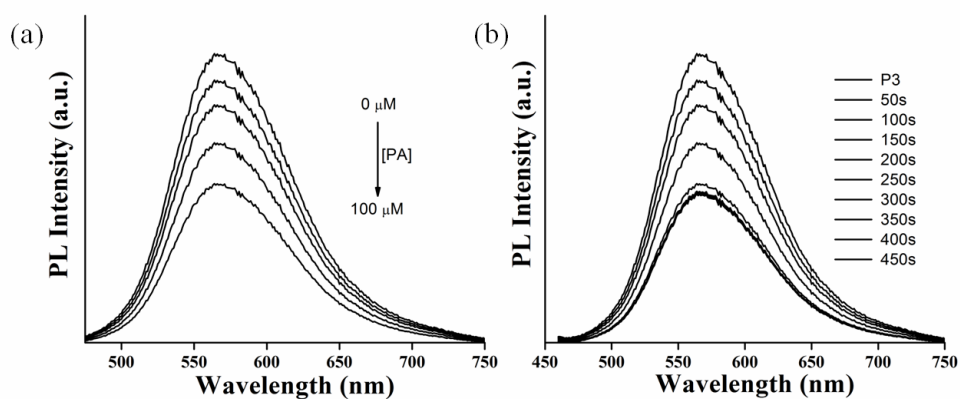 (a)
PL Intensity (a.u.)
0 μM
[PA]
100 μM
500 550 600 650 700 750
Wavelength (nm)
(b)
PL Intensity (a.u.)
P3
50s
100s
150s
200s
250s
300s
350s
400s
450s
450 500 550 600 650 700 750
Wavelength (nm)